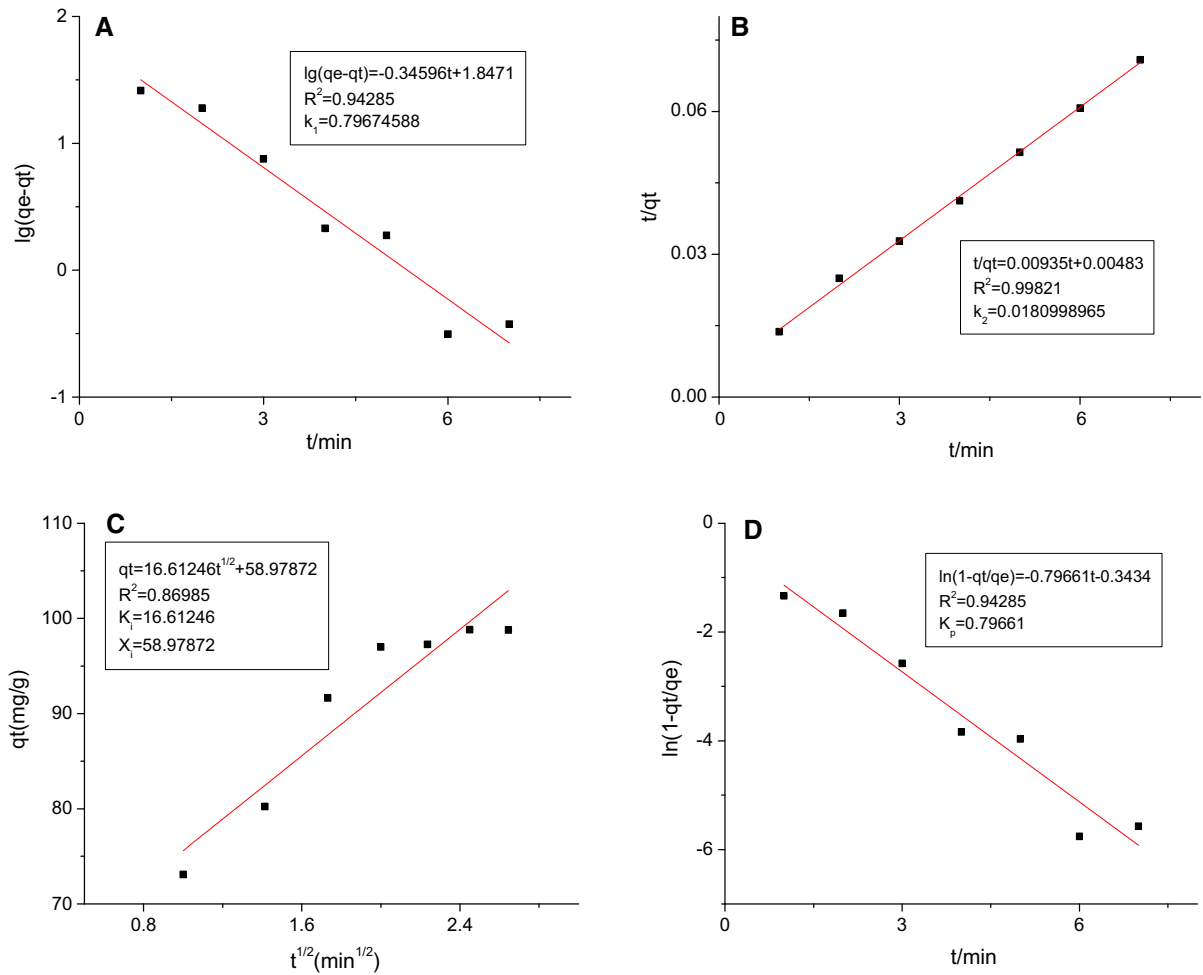 A
2
1
0
-1
lg(qe-qt)
lg(qe-qt)=-0.34596t+1.8471
R²=0.94285
k₁=0.79674588
0 3 6
t/min
B
0.06
0.03
0.00
t/qt
t/qt=0.00935t+0.00483
R²=0.99821
k₂=0.0180998965
0 3 6
t/min
C
110
100
90
80
70
qt(mg/g)
qt=16.61246t^1/2+58.97872
R²=0.86985
Kᵢ=16.61246
Xᵢ=58.97872
0.8 1.6 2.4
t^1/2(min^1/2)
D
0
-2
-4
-6
ln(1-qt/qe)
ln(1-qt/qe)=-0.79661t-0.3434
R²=0.94285
Kₚ=0.79661
0 3 6
t/min